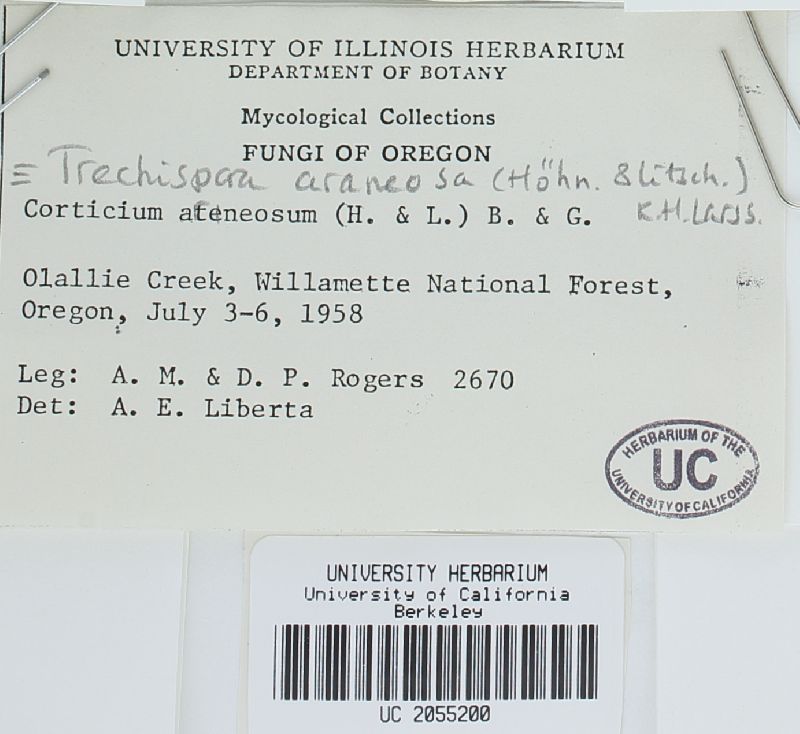 UNIVERSITY OF ILLINOIS HERBARIUM
DEPARTMENT OF BOTANY
Mycological Collections
FUNGI OF OREGON
≡ Trechispora araneosa (Höhn. & Litsch.)
K.H. Larss.
Corticium ateneosum (H. & L.) B. & G.
Olallie Creek, Willamette National Forest,
Oregon, July 3-6, 1958
Leg: A. M. & D. P. Rogers 2670
Det: A. E. Liberta
HERBARIUM OF THE
UC
UNIVERSITY OF CALIFORNIA
UNIVERSITY HERBARIUM
University of California
Berkeley
UC 2055200